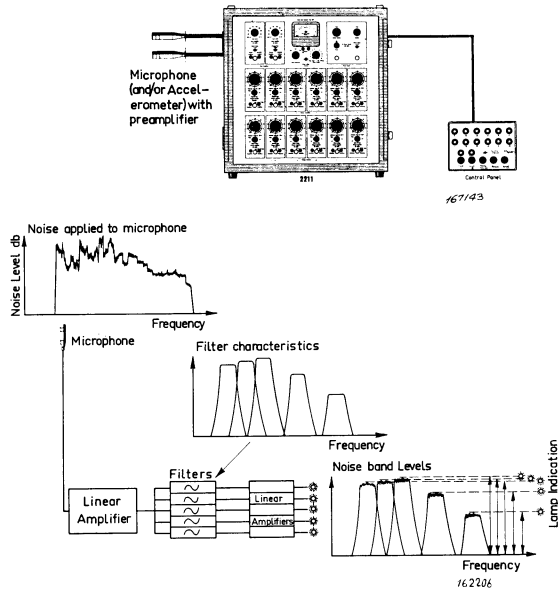 Microphone
(and/or Accel-
erometer) with
preamplifier
2211
Control Panel
167143
Noise applied to microphone
Noise Level db
Frequency
Microphone
Filter characteristics
Frequency
Filters
Linear
Amplifier
Linear
Amplifiers
Noise band Levels
Lamp Indication
Frequency
162206